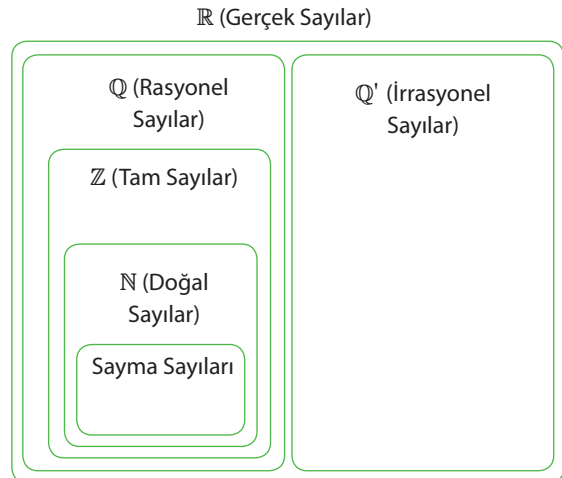 ℝ (Gerçek Sayılar)
ℚ (Rasyonel
Sayılar)
ℚ' (İrrasyonel
Sayılar)
ℤ (Tam Sayılar)
ℕ (Doğal
Sayılar)
Sayma Sayıları